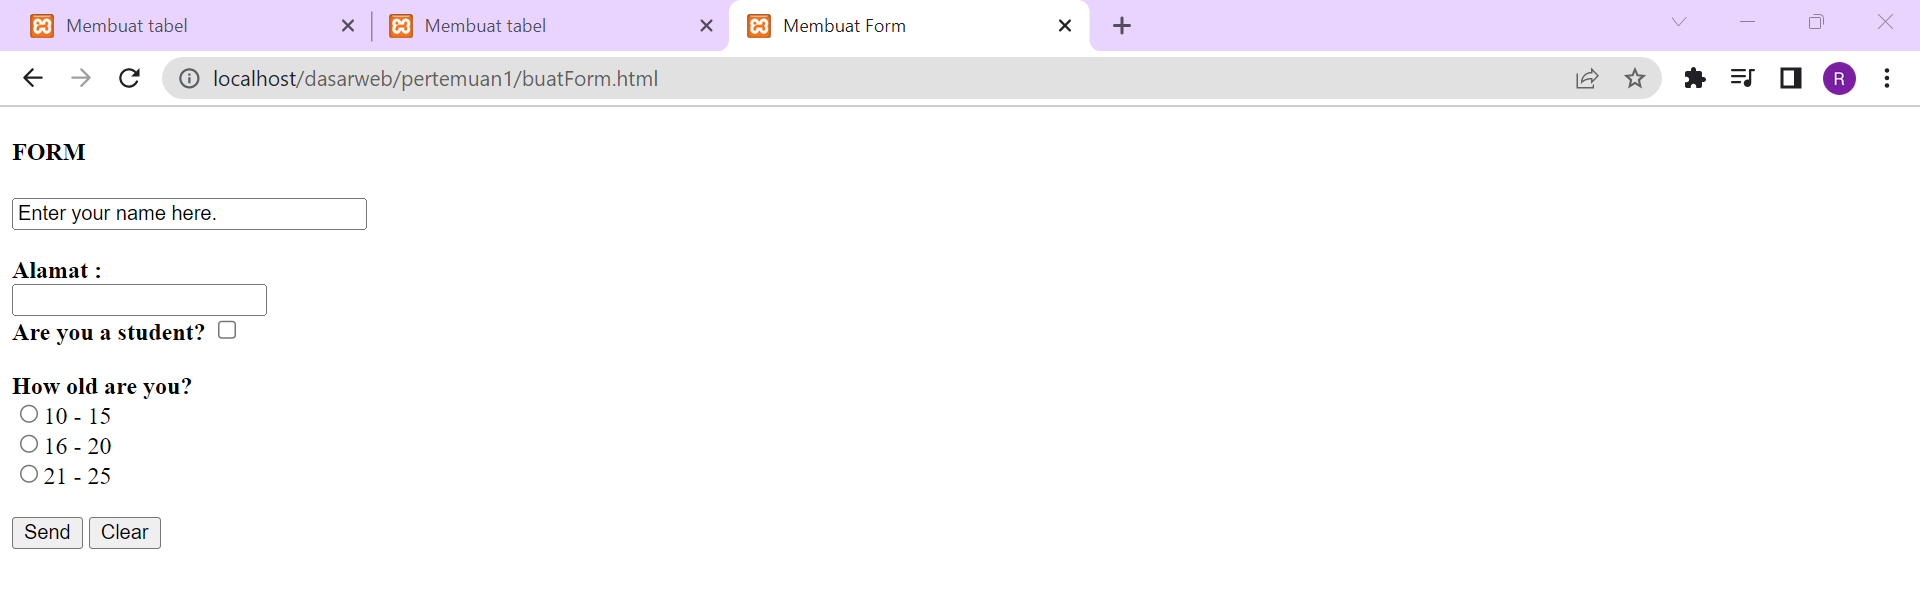 Membuat tabel
Membuat tabel
Membuat Form
localhost/dasarweb/pertemuan1/buatForm.html
R
FORM
Enter your name here.
Alamat :
Are you a student?
How old are you?
10 - 15
16 - 20
21 - 25
Send Clear